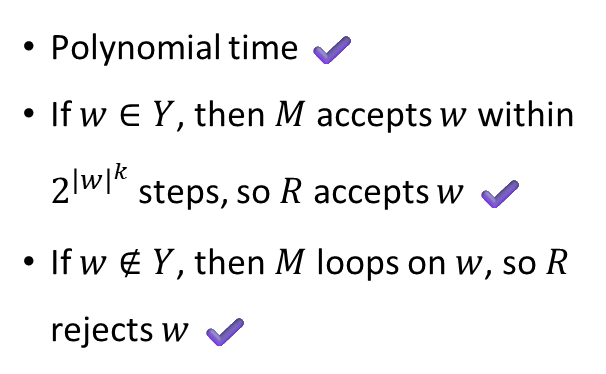 • Polynomial time ✔
• If 𝑤 ∈ 𝑌, then 𝑀 accepts 𝑤 within
2^{|𝑤|^𝑘} steps, so 𝑅 accepts 𝑤 ✔
• If 𝑤 ∉ 𝑌, then 𝑀 loops on 𝑤, so 𝑅
rejects 𝑤 ✔